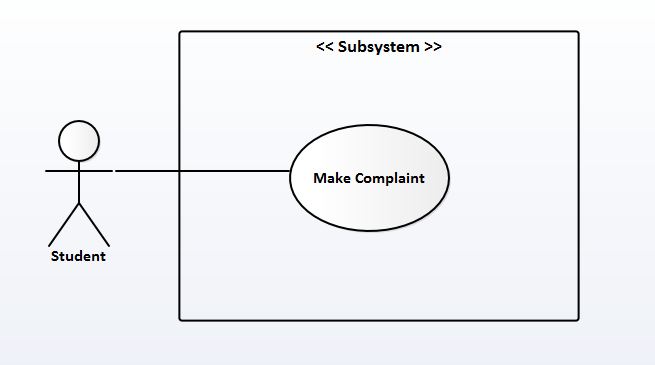 << Subsystem >>
Make Complaint
Student